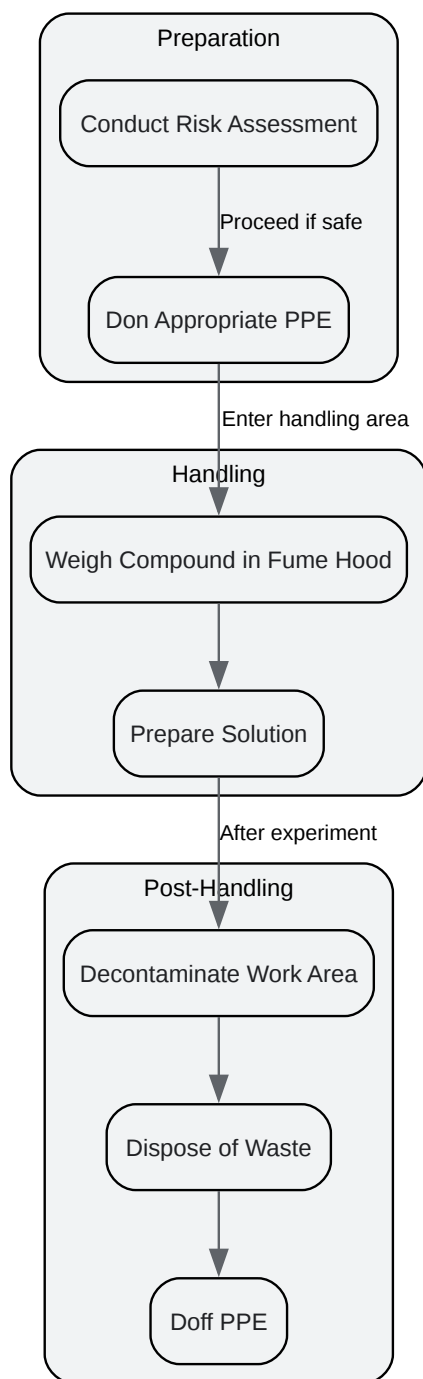 Preparation
Conduct Risk Assessment
Proceed if safe
Don Appropriate PPE
Enter handling area
Handling
Weigh Compound in Fume Hood
Prepare Solution
After experiment
Post-Handling
Decontaminate Work Area
Dispose of Waste
Doff PPE